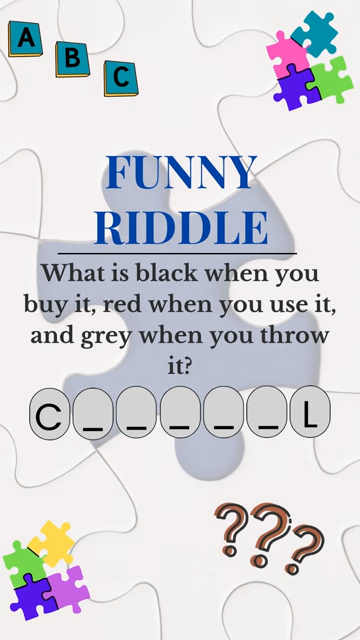 A
B
C
FUNNY
RIDDLE
What is black when you
buy it, red when you use it,
and grey when you throw
it?
C _ _ _ _ _ L
???